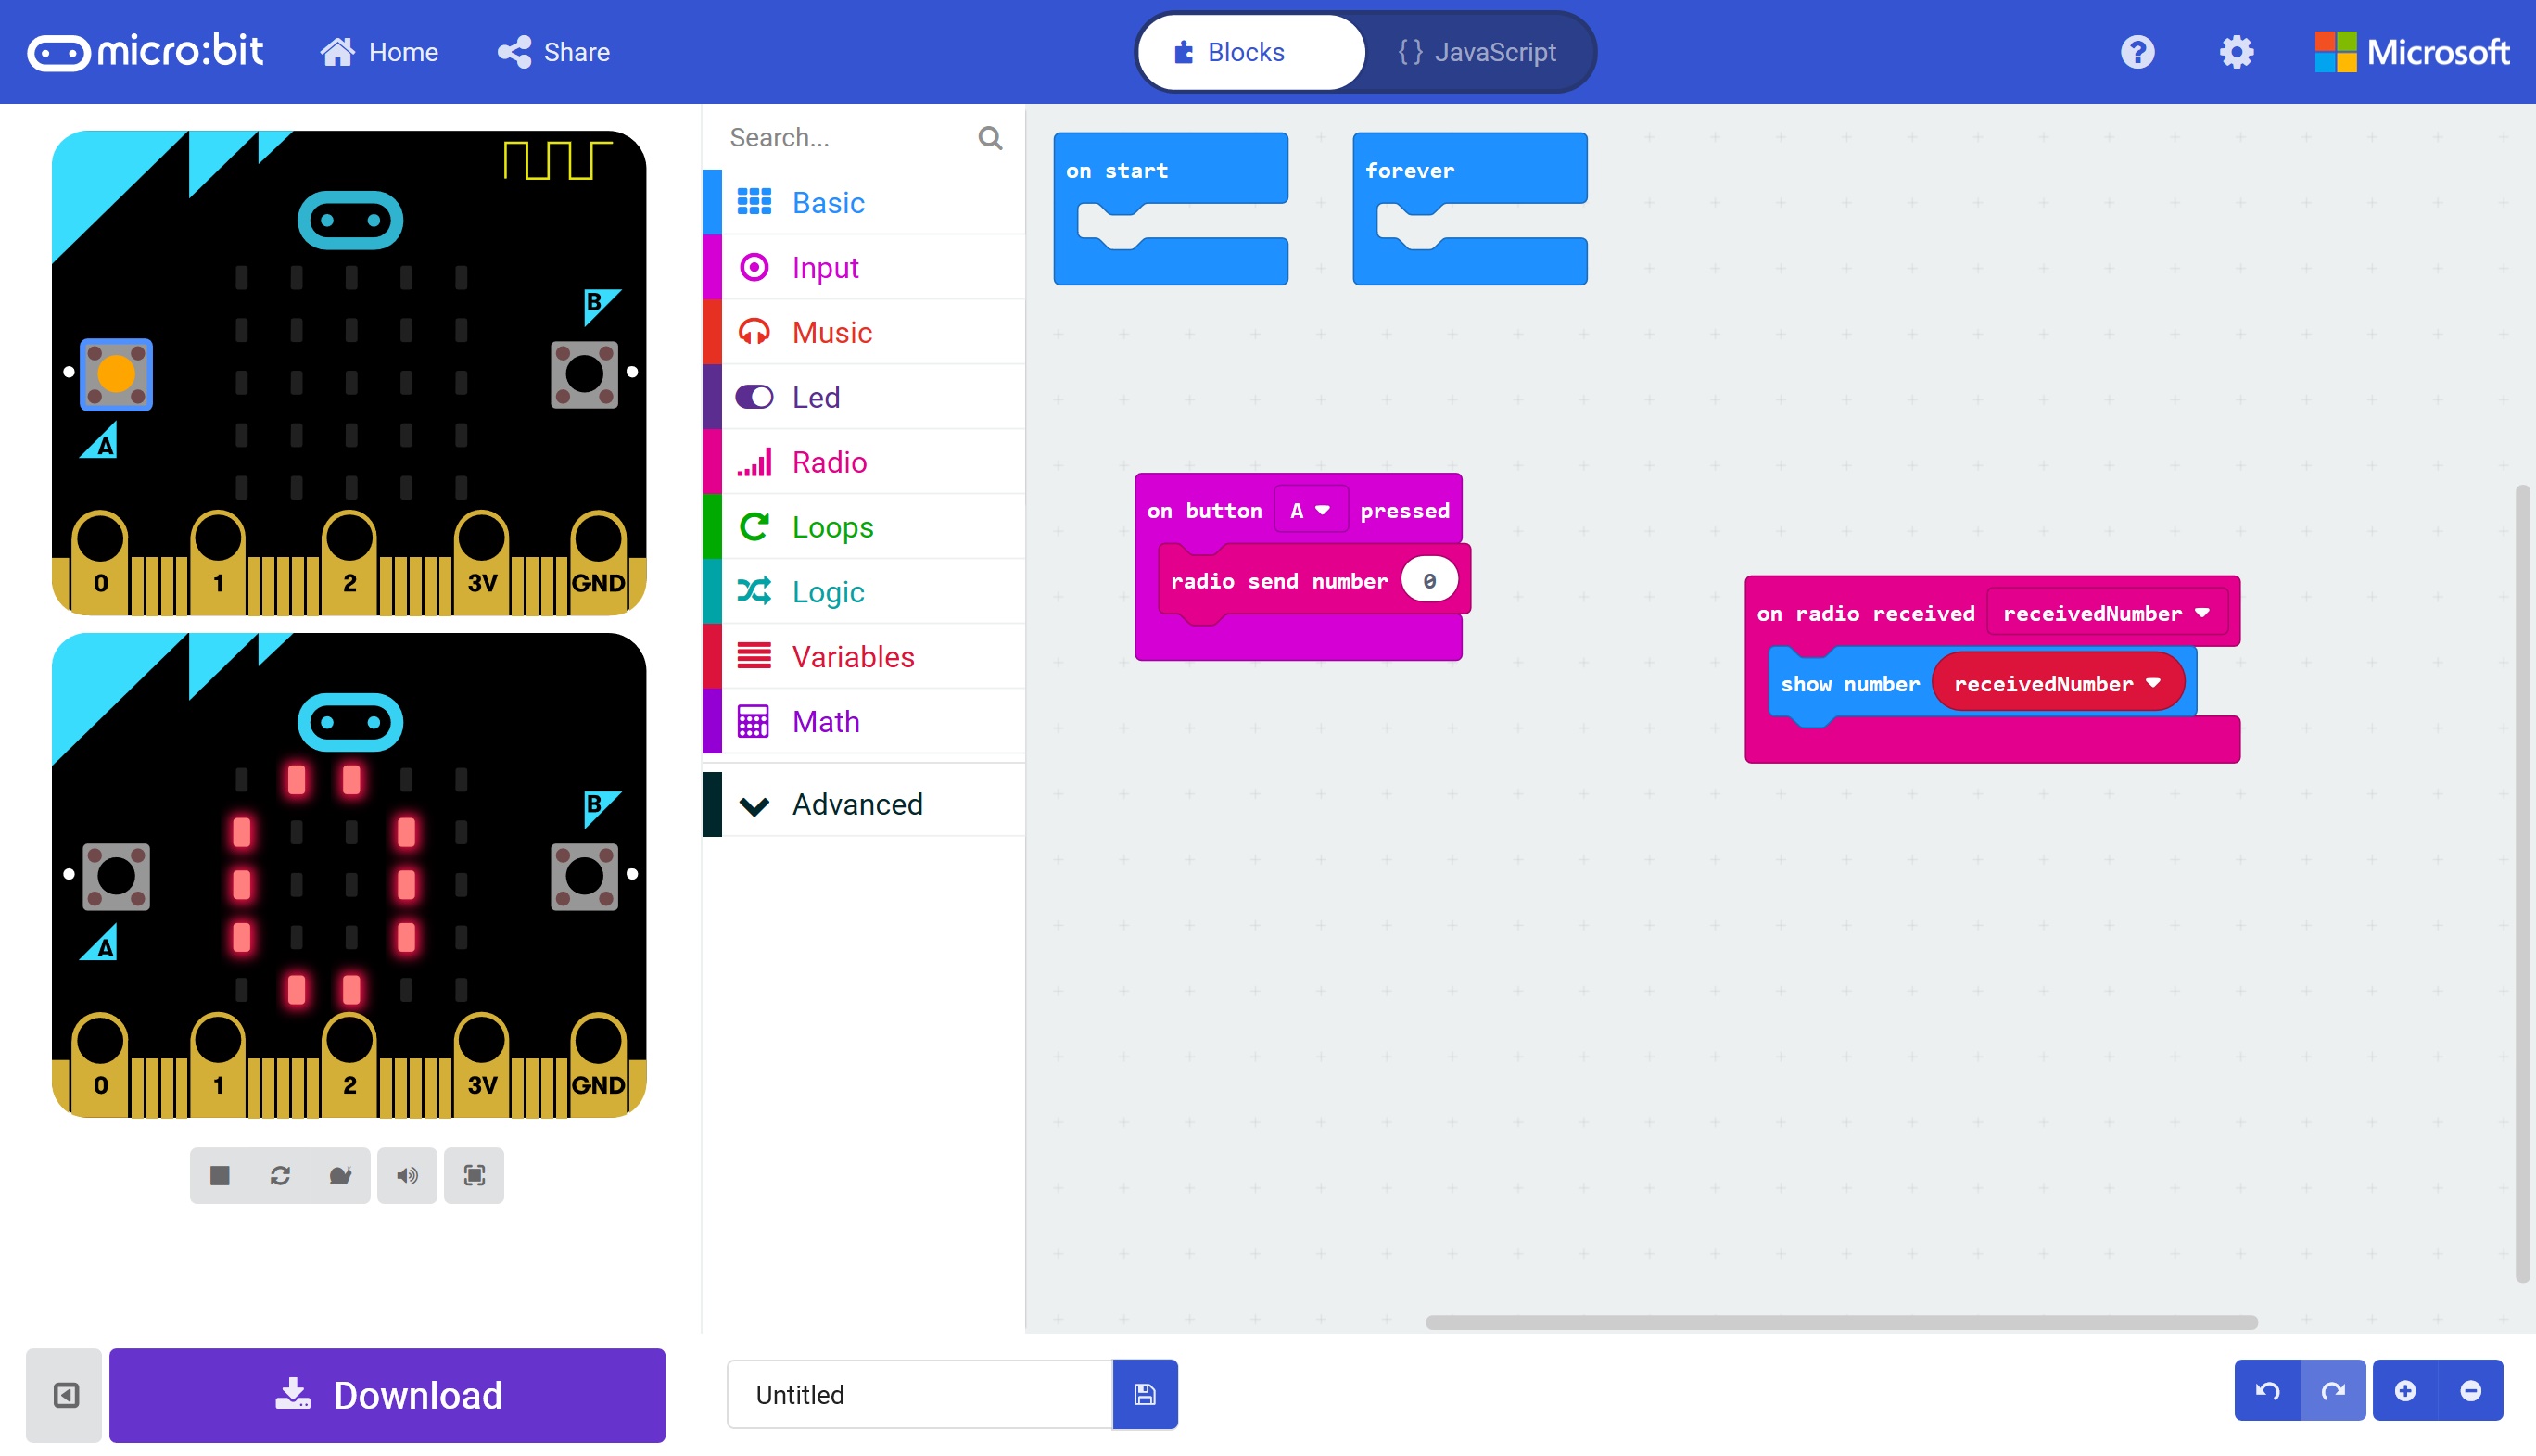 micro:bit
Home
Share
Blocks
{ } JavaScript
Microsoft
B
A
0 1 2 3V GND
B
A
0 1 2 3V GND
Download
Search...
Basic
Input
Music
Led
Radio
Loops
Logic
Variables
Math
Advanced
on start
forever
on button A pressed
radio send number 0
on radio received receivedNumber
show number receivedNumber
Untitled